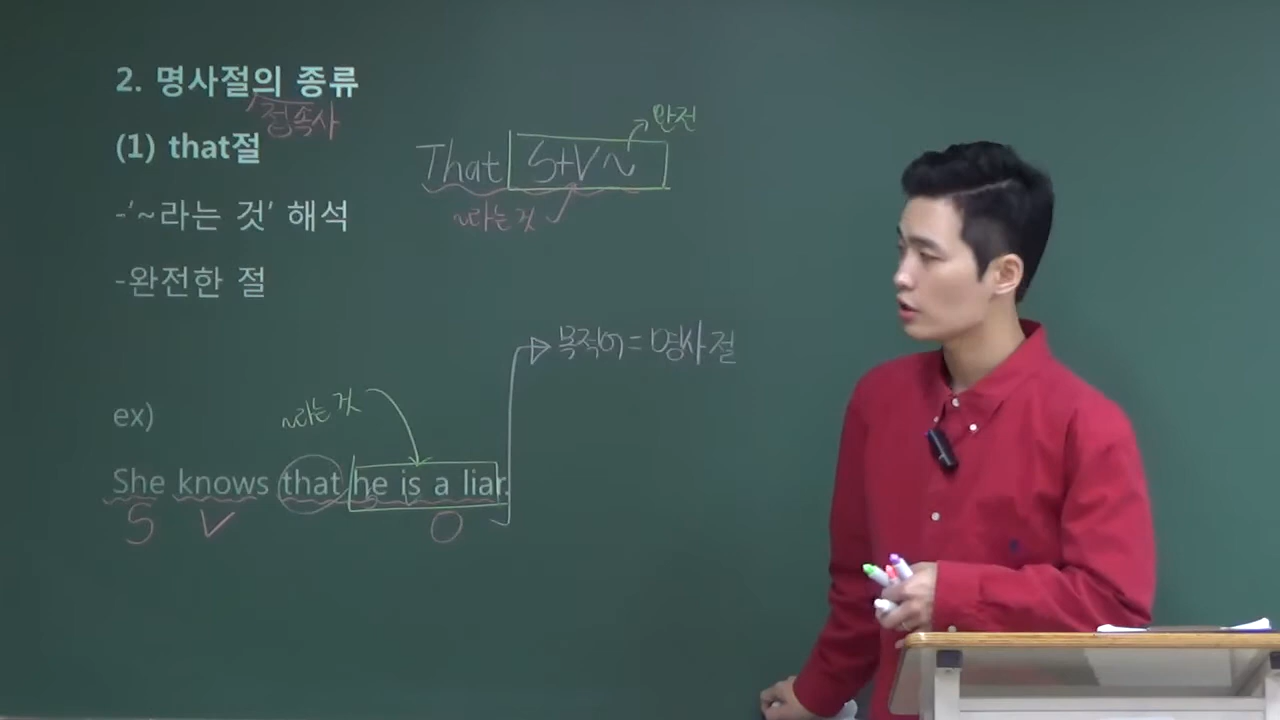 2. 명사절의 종류
접속사
(1) that절
-'~라는 것' 해석
-완전한 절
That S+V~
완전
~라는 것
목적어 = 명사절
ex)
~라는 것
She knows that he is a liar.
S V O